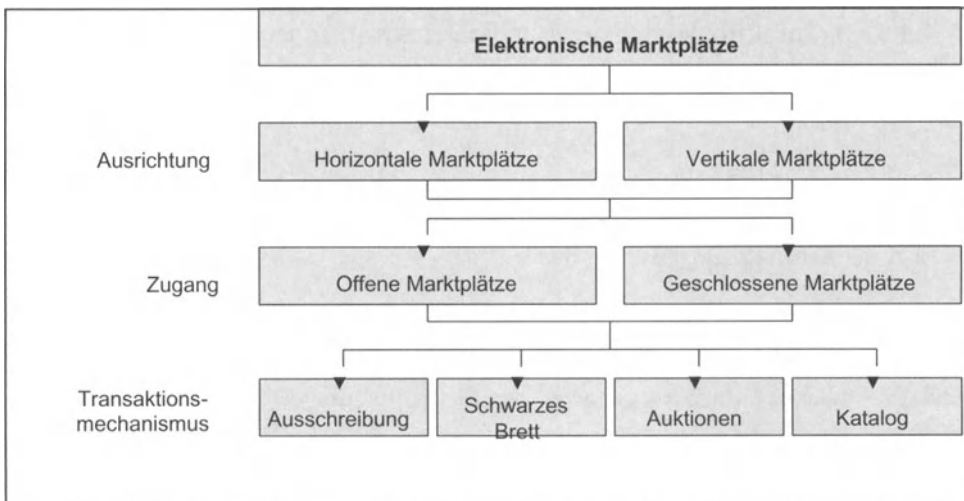 Elektronische Marktplätze
Ausrichtung
Horizontale Marktplätze
Vertikale Marktplätze
Zugang
Offene Marktplätze
Geschlossene Marktplätze
Transaktions-
mechanismus
Ausschreibung
Schwarzes
Brett
Auktionen
Katalog